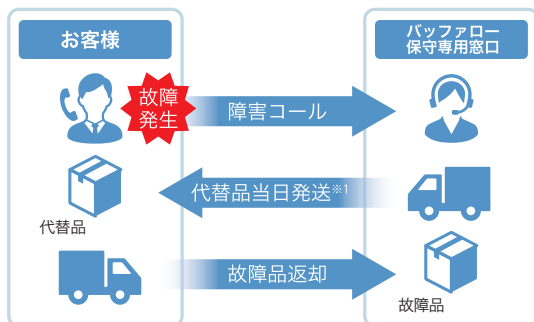 お客様
バッファロー
保守専用窓口
故障
発生
障害コール
代替品当日発送※1
代替品
故障品返却
故障品